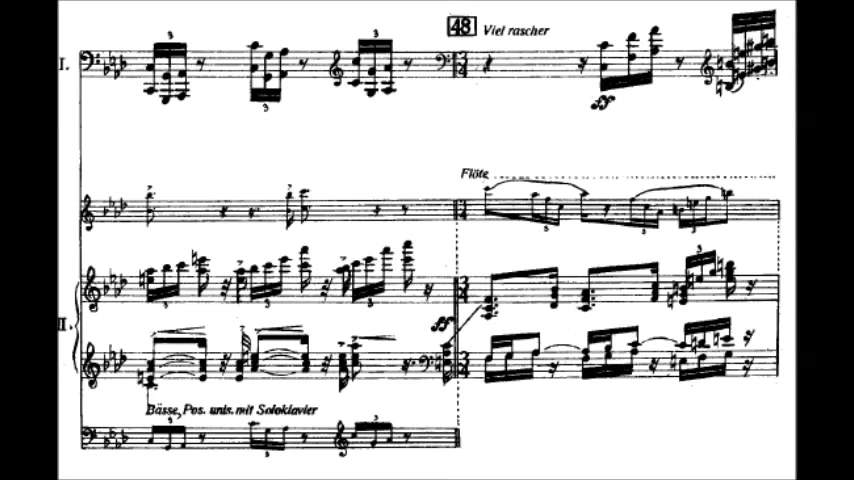 48 Viel rascher
I.
Flöte
II.
Bässe, Pos. unis. mit Soloklavier